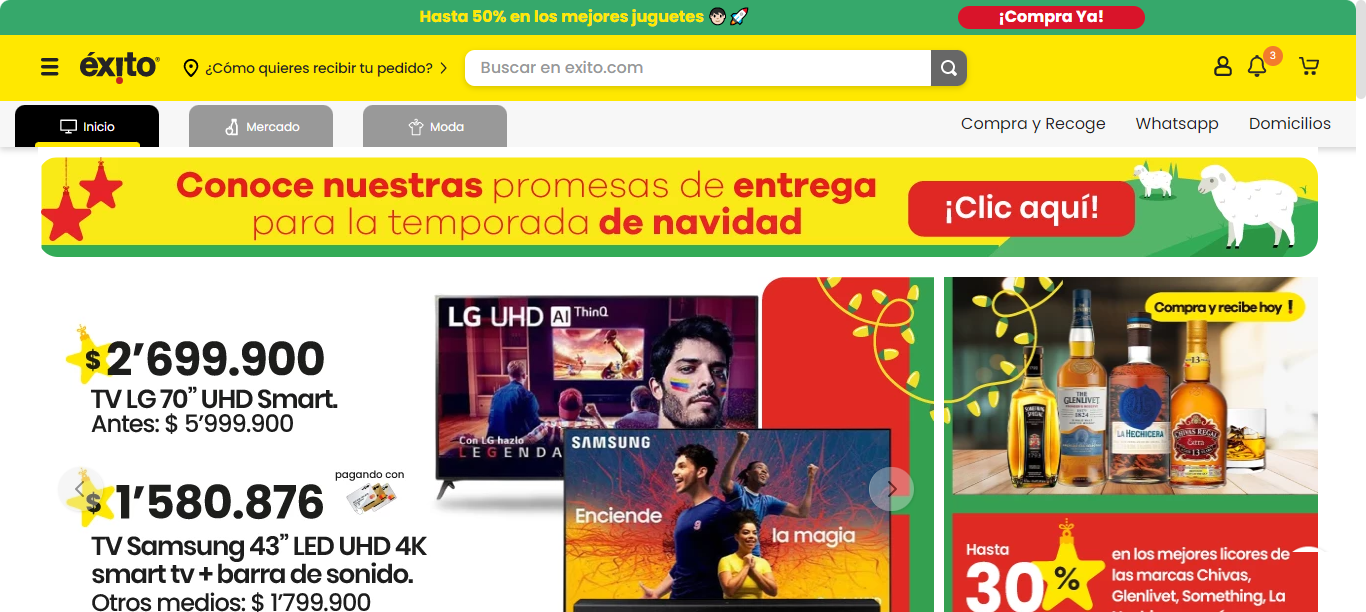 Hasta 50% en los mejores juguetes
¡Compra Ya!
éxito
¿Cómo quieres recibir tu pedido?
Buscar en exito.com
3
Inicio
Mercado
Moda
Compra y Recoge
Whatsapp
Domicilios
Conoce nuestras promesas de entrega
para la temporada de navidad
¡Clic aquí!
$2’699.900
TV LG 70” UHD Smart.
Antes: $ 5’999.900
pagando con
$1’580.876
TV Samsung 43” LED UHD 4K
smart tv + barra de sonido.
Otros medios: $ 1’799.900
LG UHD AI ThinQ
Con LG hazlo
LEGENDA
SAMSUNG
Enciende
la magia
Compra y recibe hoy !
SOMETHING
SPECIAL
THE
GLENLIVET
1824
LA HECHICERA
13
CHIVAS REGAL
Extra
13
Hasta
30%
en los mejores licores de
las marcas Chivas,
Glenlivet, Something, La